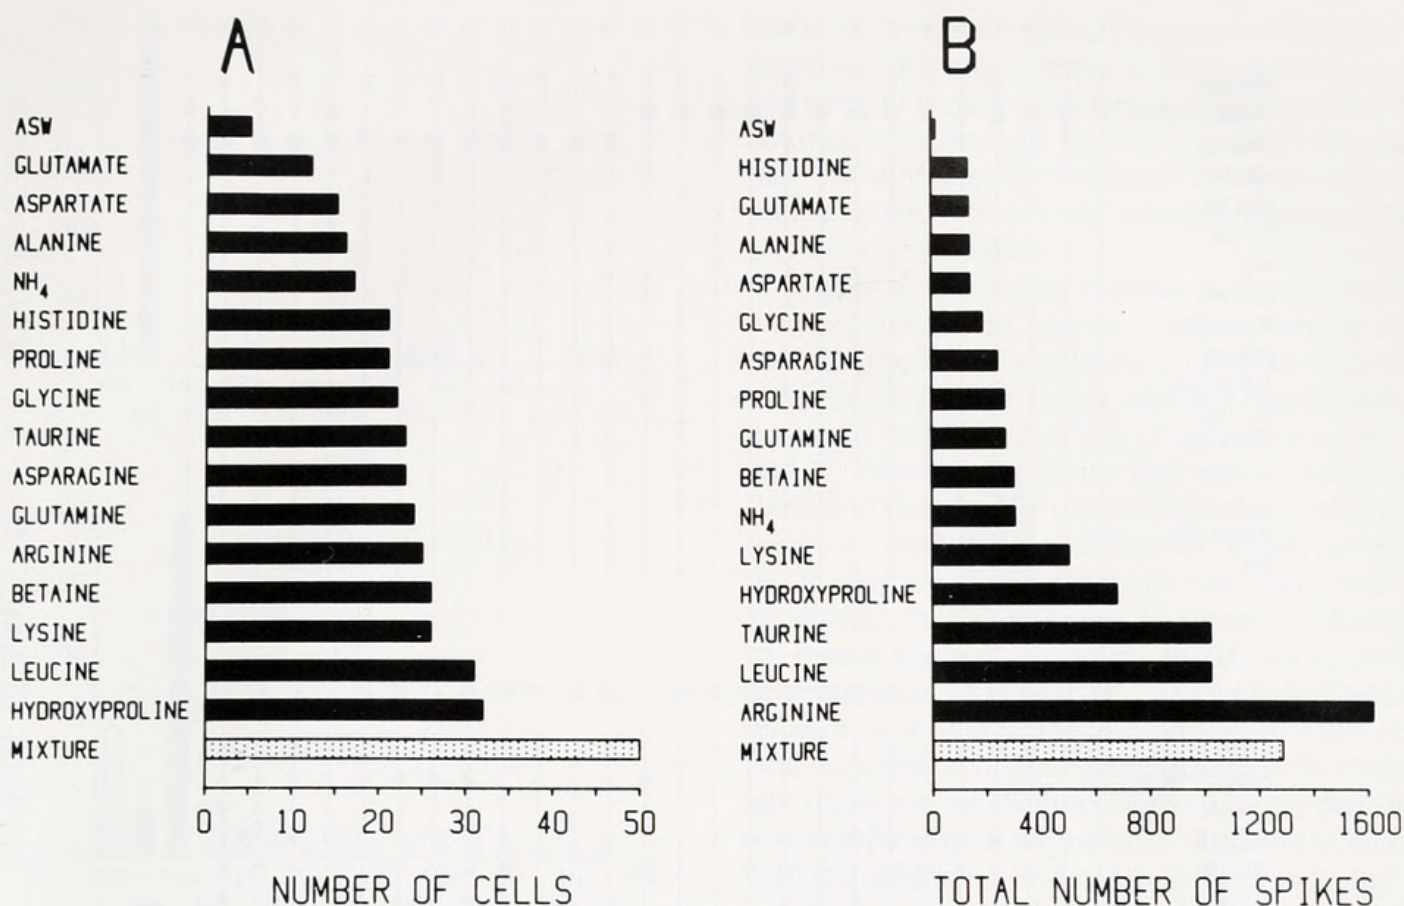 A
ASW
GLUTAMATE
ASPARTATE
ALANINE
NH4
HISTIDINE
PROLINE
GLYCINE
TAURINE
ASPARAGINE
GLUTAMINE
ARGININE
BETAINE
LYSINE
LEUCINE
HYDROXYPROLINE
MIXTURE
0 10 20 30 40 50
NUMBER OF CELLS
B
ASW
HISTIDINE
GLUTAMATE
ALANINE
ASPARTATE
GLYCINE
ASPARAGINE
PROLINE
GLUTAMINE
BETAINE
NH4
LYSINE
HYDROXYPROLINE
TAURINE
LEUCINE
ARGININE
MIXTURE
0 400 800 1200 1600
TOTAL NUMBER OF SPIKES